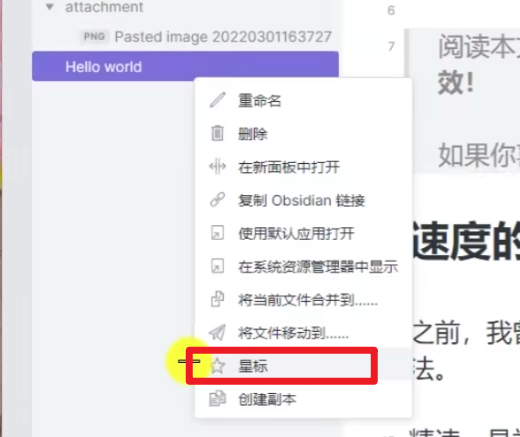 attachment
PNG Pasted image 20220301163727
Hello world
重命名
删除
在新面板中打开
复制 Obsidian 链接
使用默认应用打开
在系统资源管理器中显示
将当前文件合并到......
将文件移动到......
星标
创建副本
6
7
阅读本文
效！
如果你
速度的
之前，我曾
法。